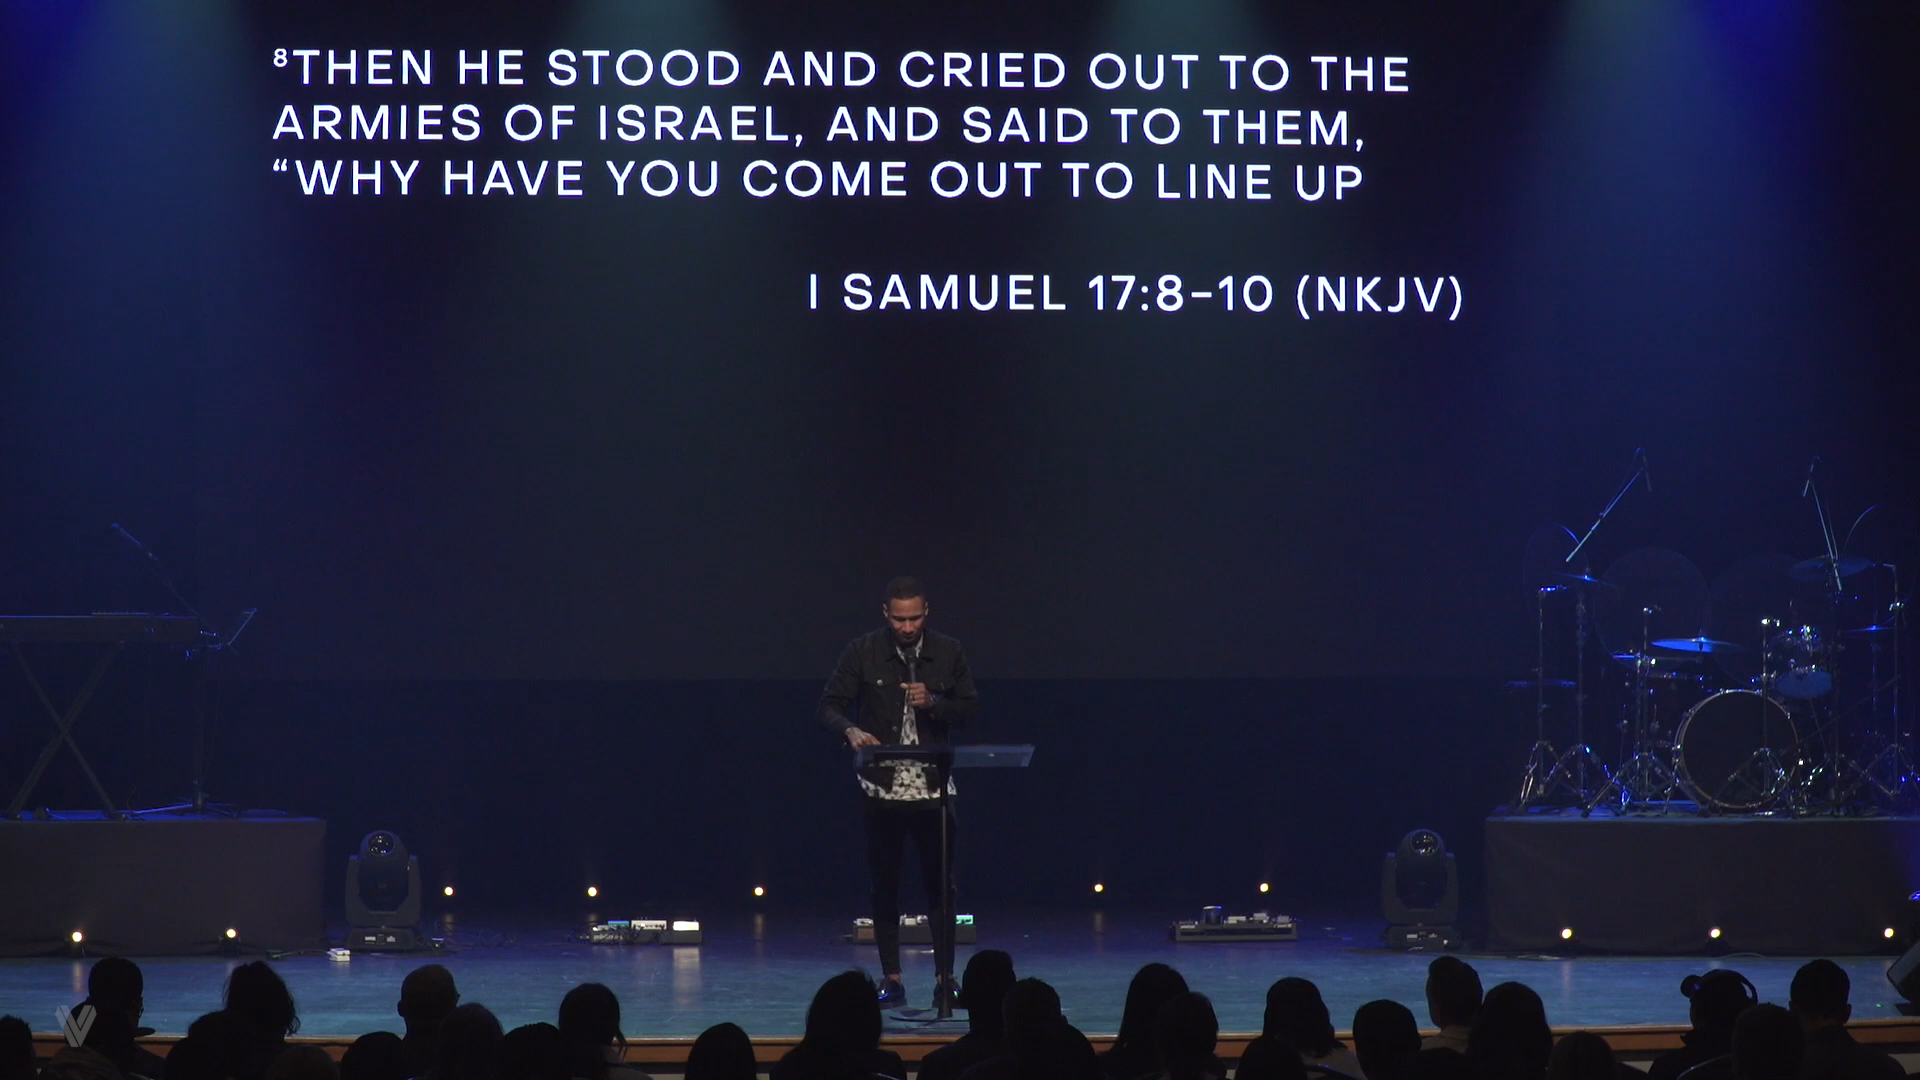 ⁸THEN HE STOOD AND CRIED OUT TO THE
ARMIES OF ISRAEL, AND SAID TO THEM,
“WHY HAVE YOU COME OUT TO LINE UP
I SAMUEL 17:8–10 (NKJV)